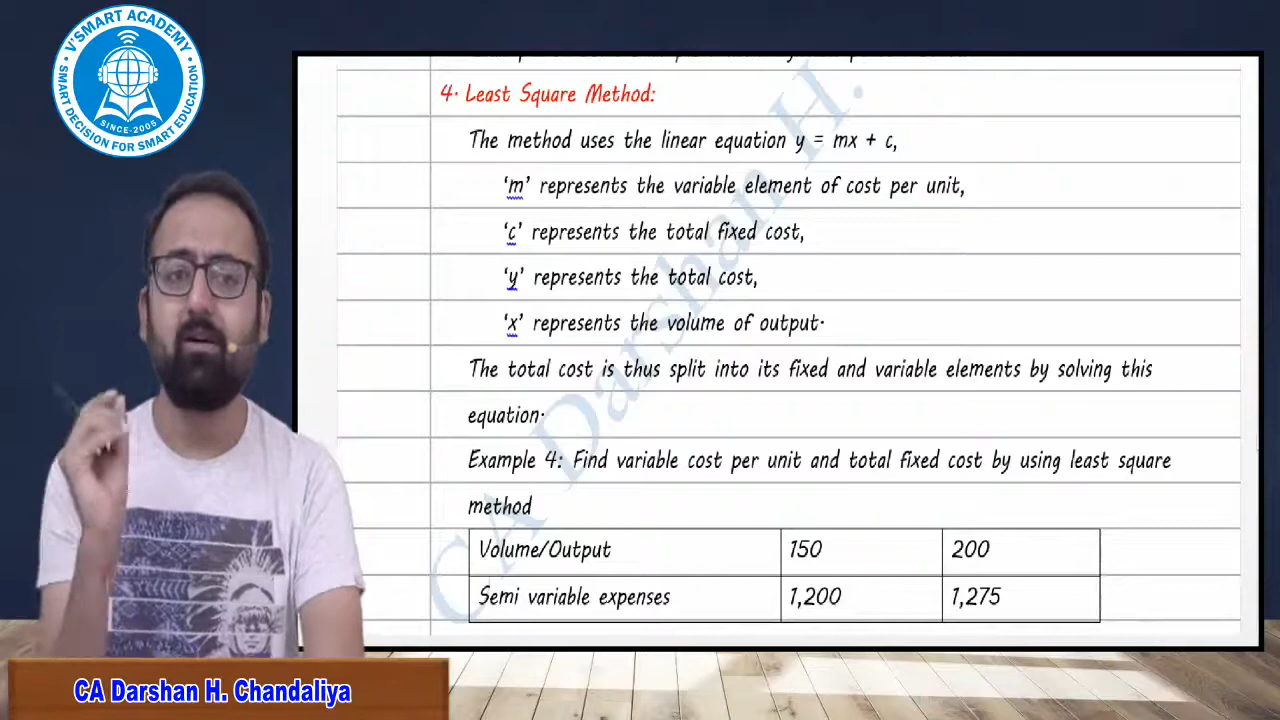 V'SMART ACADEMY
SMART DECISION FOR SMART EDUCATION
SINCE-2005
4. Least Square Method:
The method uses the linear equation y = mx + c,
‘m’ represents the variable element of cost per unit,
‘c’ represents the total fixed cost,
‘y’ represents the total cost,
‘x’ represents the volume of output.
The total cost is thus split into its fixed and variable elements by solving this
equation.
Example 4: Find variable cost per unit and total fixed cost by using least square
method
Volume/Output 150 200
Semi variable expenses 1,200 1,275
CA Darshan H.
CA Darshan H. Chandaliya